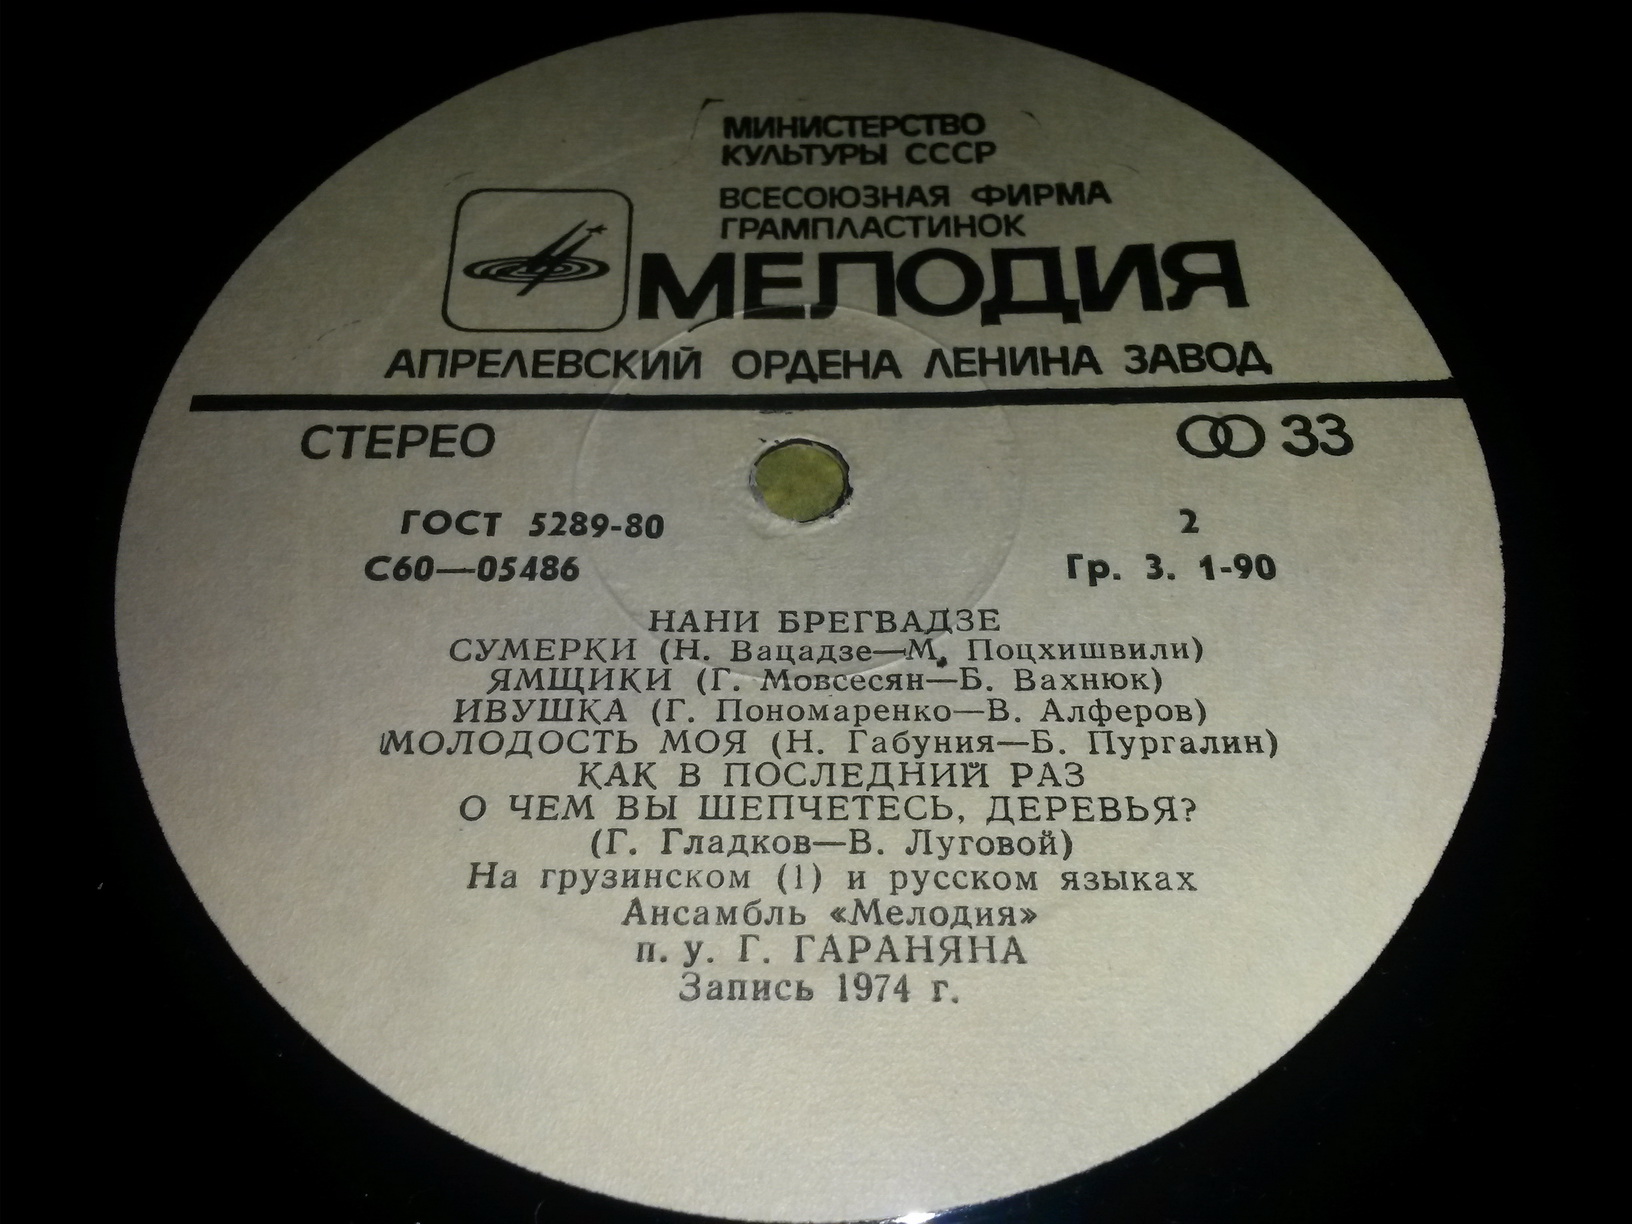 МИНИСТЕРСТВО
КУЛЬТУРЫ СССР
ВСЕСОЮЗНАЯ ФИРМА
ГРАМПЛАСТИНОК
МЕЛОДИЯ
АПРЕЛЕВСКИЙ ОРДЕНА ЛЕНИНА ЗАВОД
СТЕРЕО 33
ГОСТ 5289-80 2
С60—05486 Гр. 3. 1-90
НАНИ БРЕГВАДЗЕ
СУМЕРКИ (Н. Вацадзе—М. Поцхишвили)
ЯМЩИКИ (Г. Мовсесян—Б. Вахнюк)
ИВУШКА (Г. Пономаренко—В. Алферов)
МОЛОДОСТЬ МОЯ (Н. Габуния—Б. Пургалин)
КАК В ПОСЛЕДНИЙ РАЗ
О ЧЕМ ВЫ ШЕПЧЕТЕСЬ, ДЕРЕВЬЯ?
(Г. Гладков—В. Луговой)
На грузинском (1) и русском языках
Ансамбль «Мелодия»
п. у. Г. ГАРАНЯНА
Запись 1974 г.